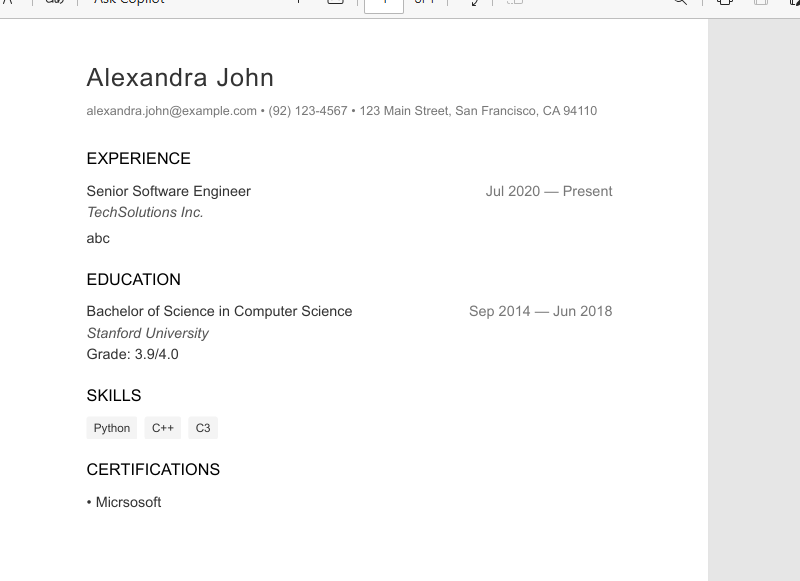 Ask Copilot
Alexandra John
alexandra.john@example.com • (92) 123-4567 • 123 Main Street, San Francisco, CA 94110
EXPERIENCE
Senior Software Engineer Jul 2020 — Present
TechSolutions Inc.
abc
EDUCATION
Bachelor of Science in Computer Science Sep 2014 — Jun 2018
Stanford University
Grade: 3.9/4.0
SKILLS
Python C++ C3
CERTIFICATIONS
• Micrsosoft